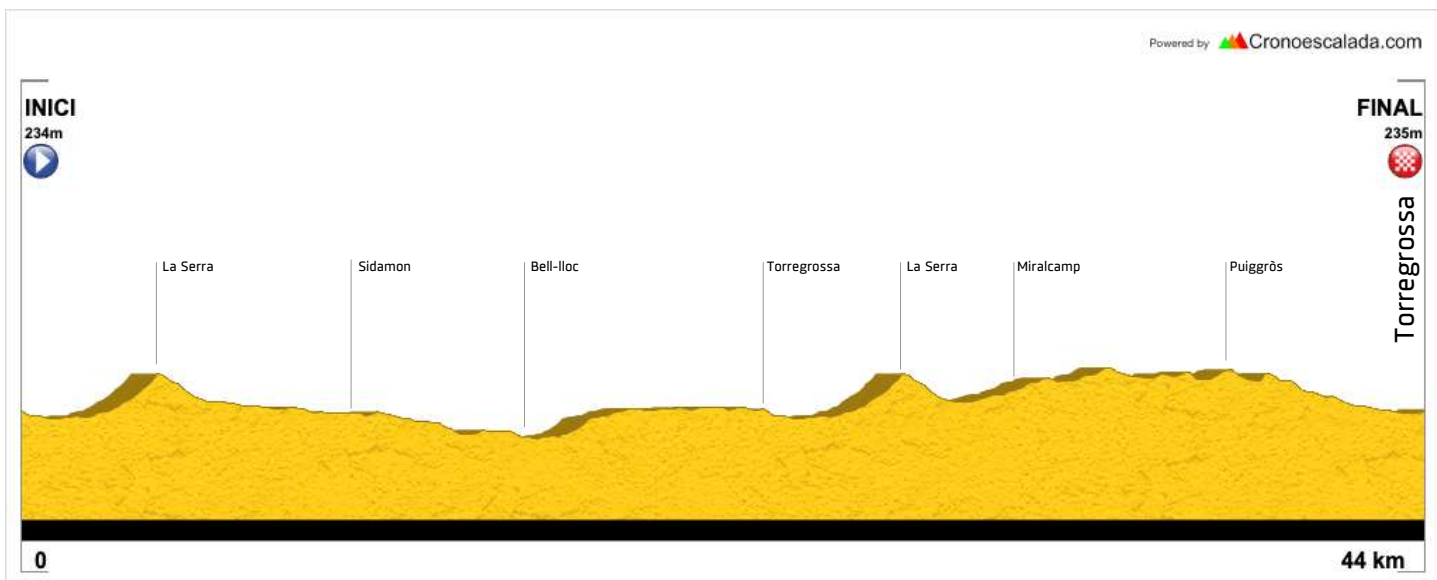 Powered by Cronoescalada.com
INICI
234m
FINAL
235m
Torregrossa
La Serra
Sidamon
Bell-lloc
Torregrossa
La Serra
Miralcamp
Puiggròs
0
44 km